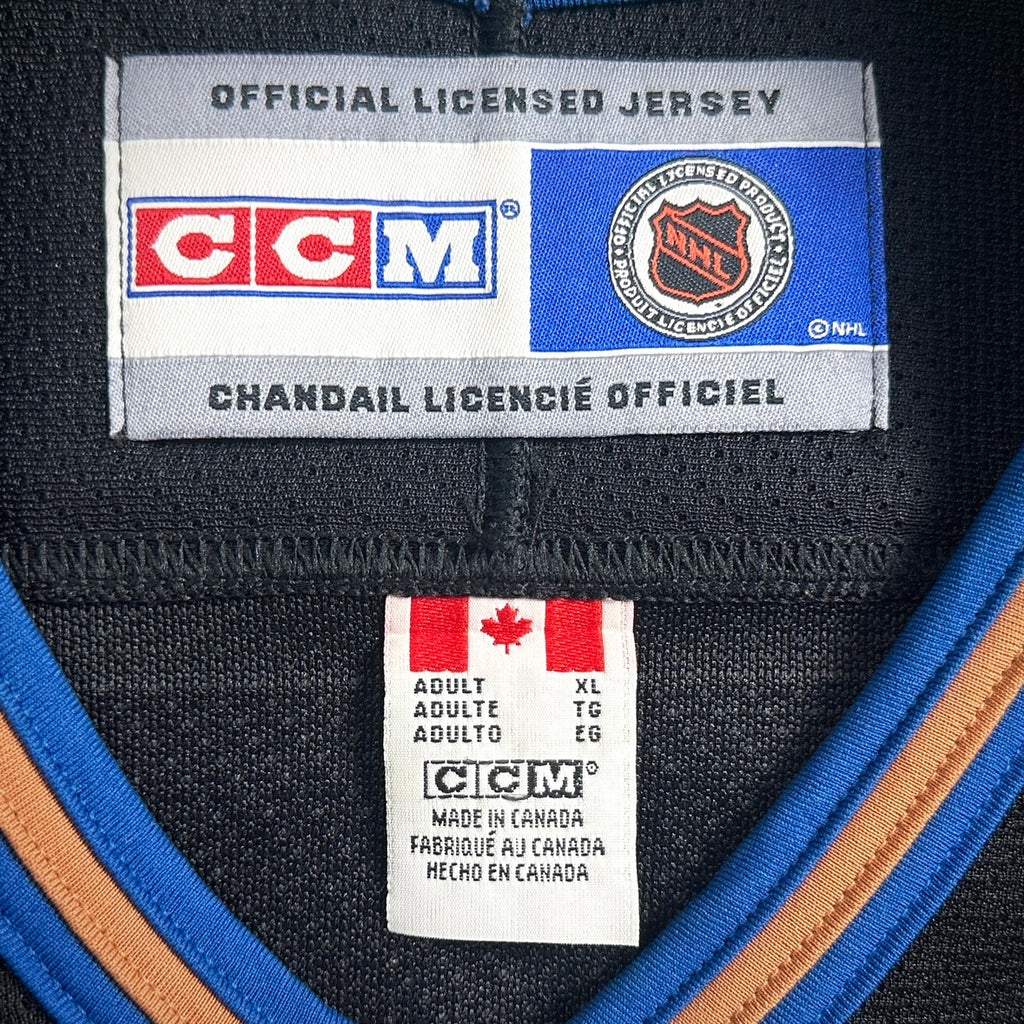 OFFICIAL LICENSED JERSEY
CCM®
OFFICIAL LICENSED PRODUCT
NHL
PRODUIT LICENCIE OFFICIEL
©NHL
CHANDAIL LICENCIÉ OFFICIEL
ADULT XL
ADULTE TG
ADULTO EG
CCM®
MADE IN CANADA
FABRIQUÉ AU CANADA
HECHO EN CANADA